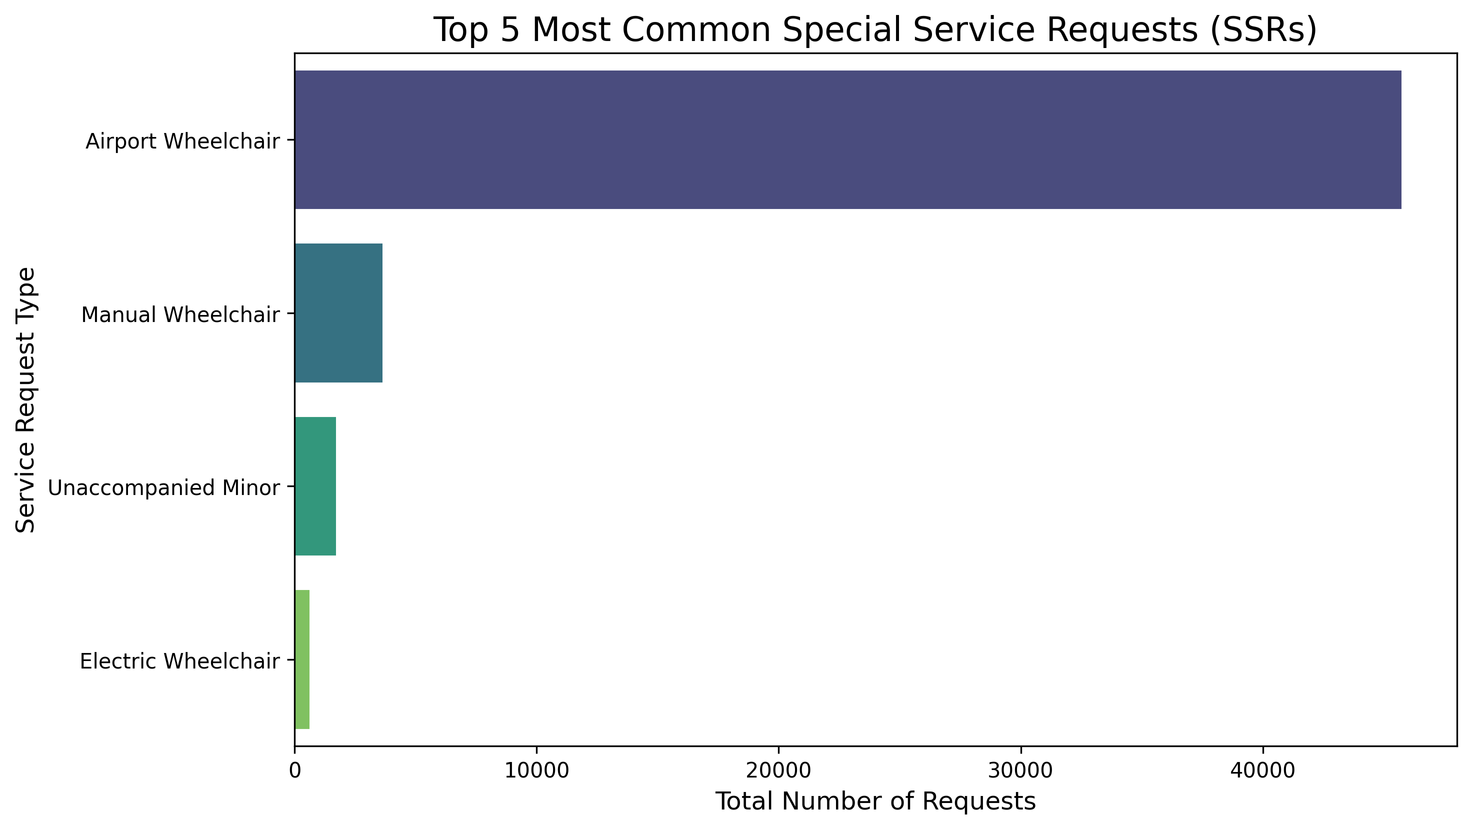 Top 5 Most Common Special Service Requests (SSRs)
Service Request Type
Airport Wheelchair
Manual Wheelchair
Unaccompanied Minor
Electric Wheelchair
0 10000 20000 30000 40000
Total Number of Requests